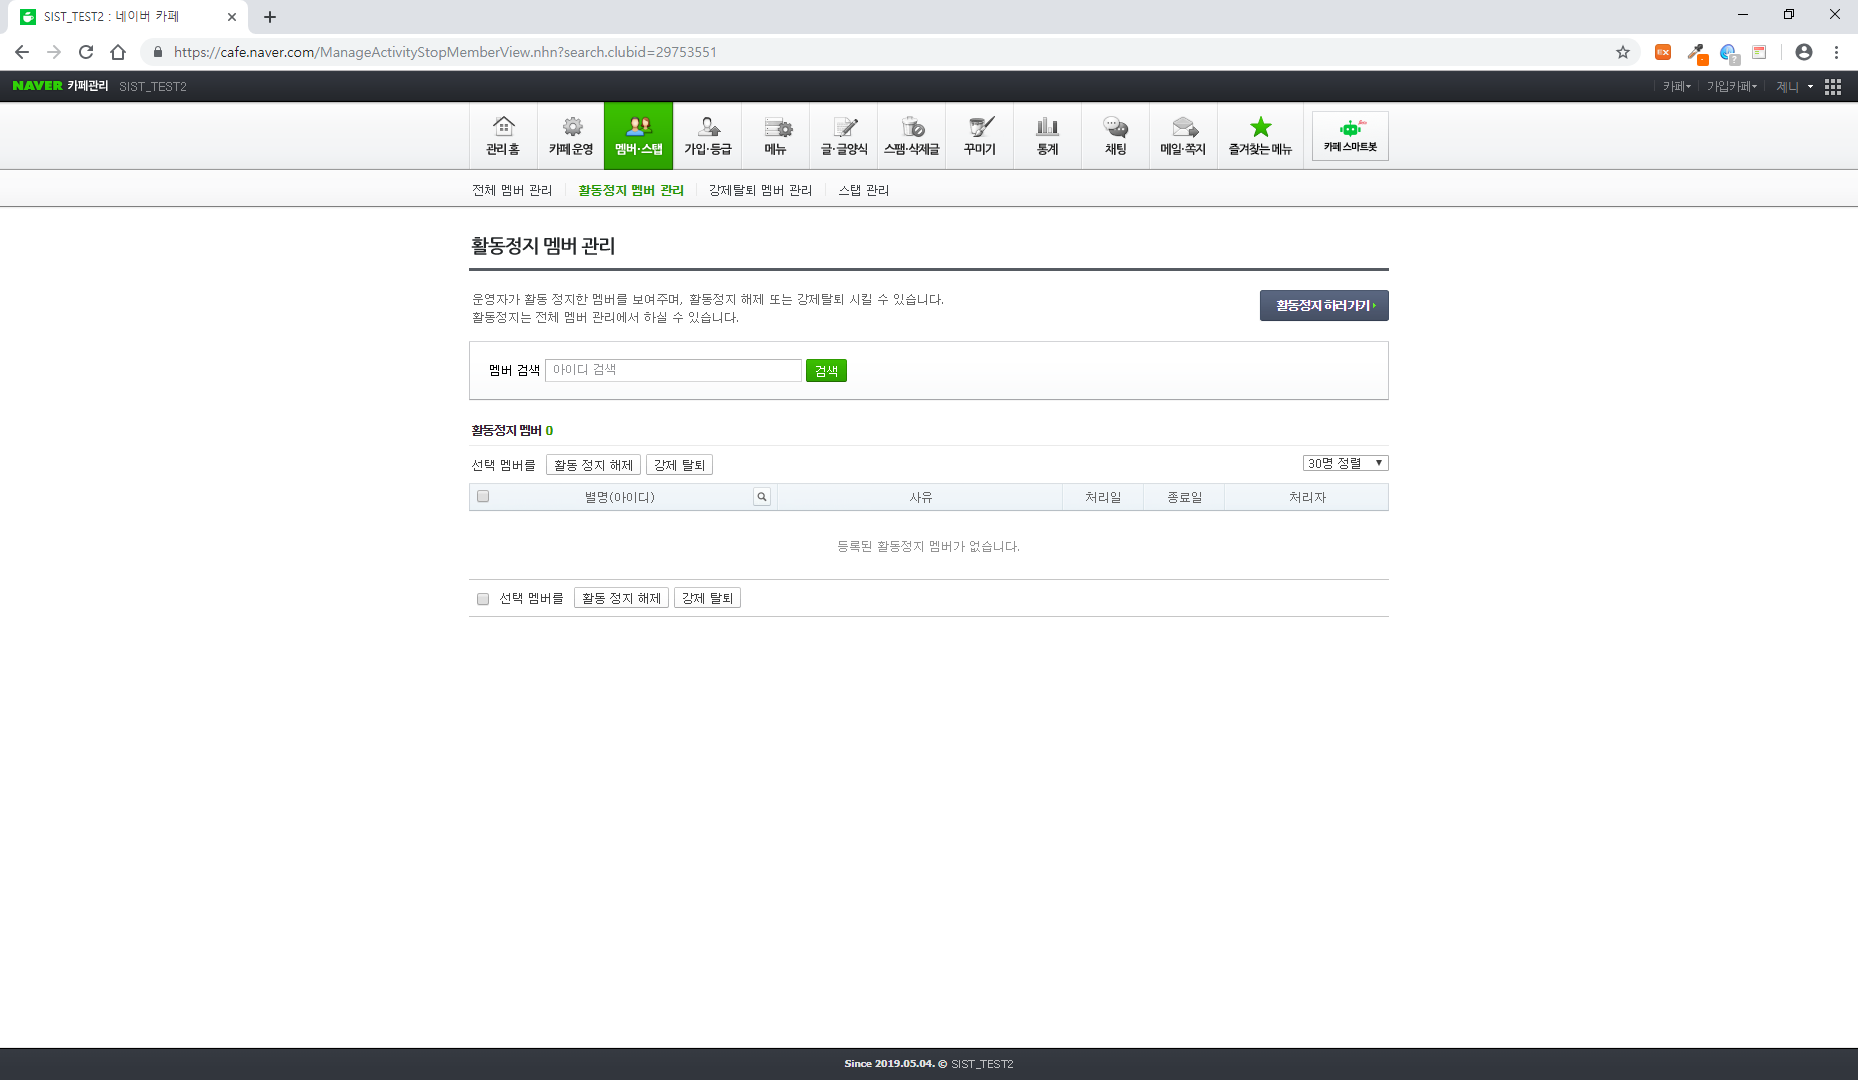 SIST_TEST2 : 네이버 카페
https://cafe.naver.com/ManageActivityStopMemberView.nhn?search.clubid=29753551
NAVER 카페관리 SIST_TEST2
카페 가입카페 제니
관리 홈 카페 운영 멤버·스탭 가입·등급 메뉴 글·글양식 스팸·삭제글 꾸미기 통계 채팅 메일·쪽지 즐겨찾는 메뉴 카페 스마트봇
전체 멤버 관리 활동정지 멤버 관리 강제탈퇴 멤버 관리 스탭 관리
활동정지 멤버 관리
운영자가 활동 정지한 멤버를 보여주며, 활동정지 해제 또는 강제탈퇴 시킬 수 있습니다.
활동정지는 전체 멤버 관리에서 하실 수 있습니다.
활동정지 하러 가기
멤버 검색 아이디 검색 검색
활동정지 멤버 0
선택 멤버를 활동 정지 해제 강제 탈퇴 30명 정렬
별명(아이디) 사유 처리일 종료일 처리자
등록된 활동정지 멤버가 없습니다.
선택 멤버를 활동 정지 해제 강제 탈퇴
Since 2019.05.04. © SIST_TEST2